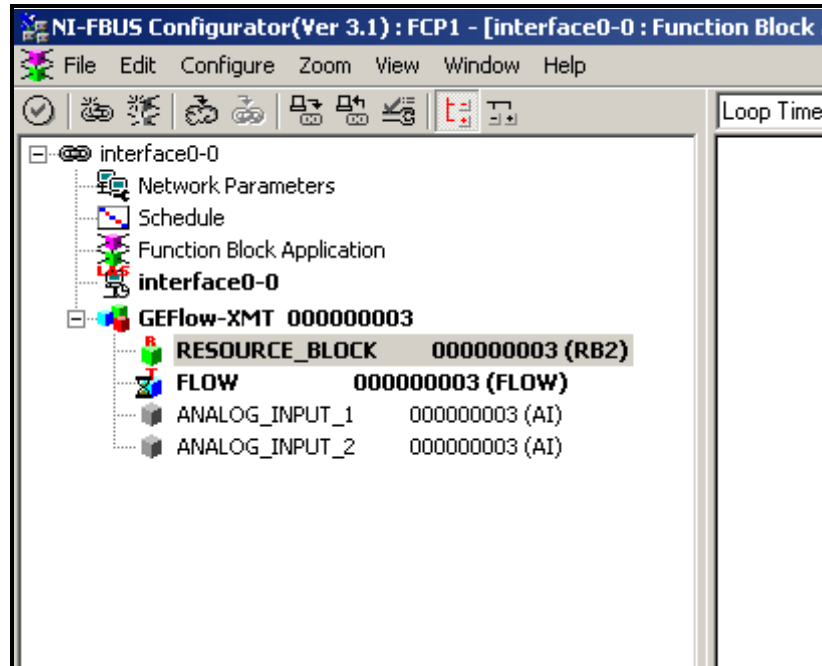 NI-FBUS Configurator(Ver 3.1) : FCP1 - [interface0-0 : Function Block
File Edit Configure Zoom View Window Help
Loop Time
interface0-0
Network Parameters
Schedule
Function Block Application
LAS
interface0-0
GEFlow-XMT 000000003
R
RESOURCE_BLOCK 000000003 (RB2)
T
FLOW 000000003 (FLOW)
ANALOG_INPUT_1 000000003 (AI)
ANALOG_INPUT_2 000000003 (AI)